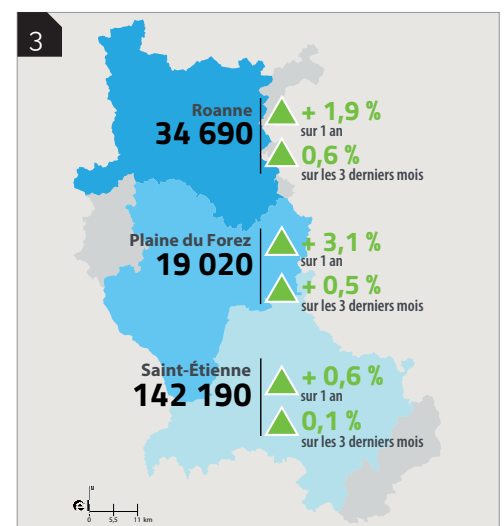 3
Roanne
34 690
+ 1,9 %
sur 1 an
0,6 %
sur les 3 derniers mois
Plaine du Forez
19 020
+ 3,1 %
sur 1 an
+ 0,5 %
sur les 3 derniers mois
Saint-Étienne
142 190
+ 0,6 %
sur 1 an
0,1 %
sur les 3 derniers mois
N
0 5,5 11 km